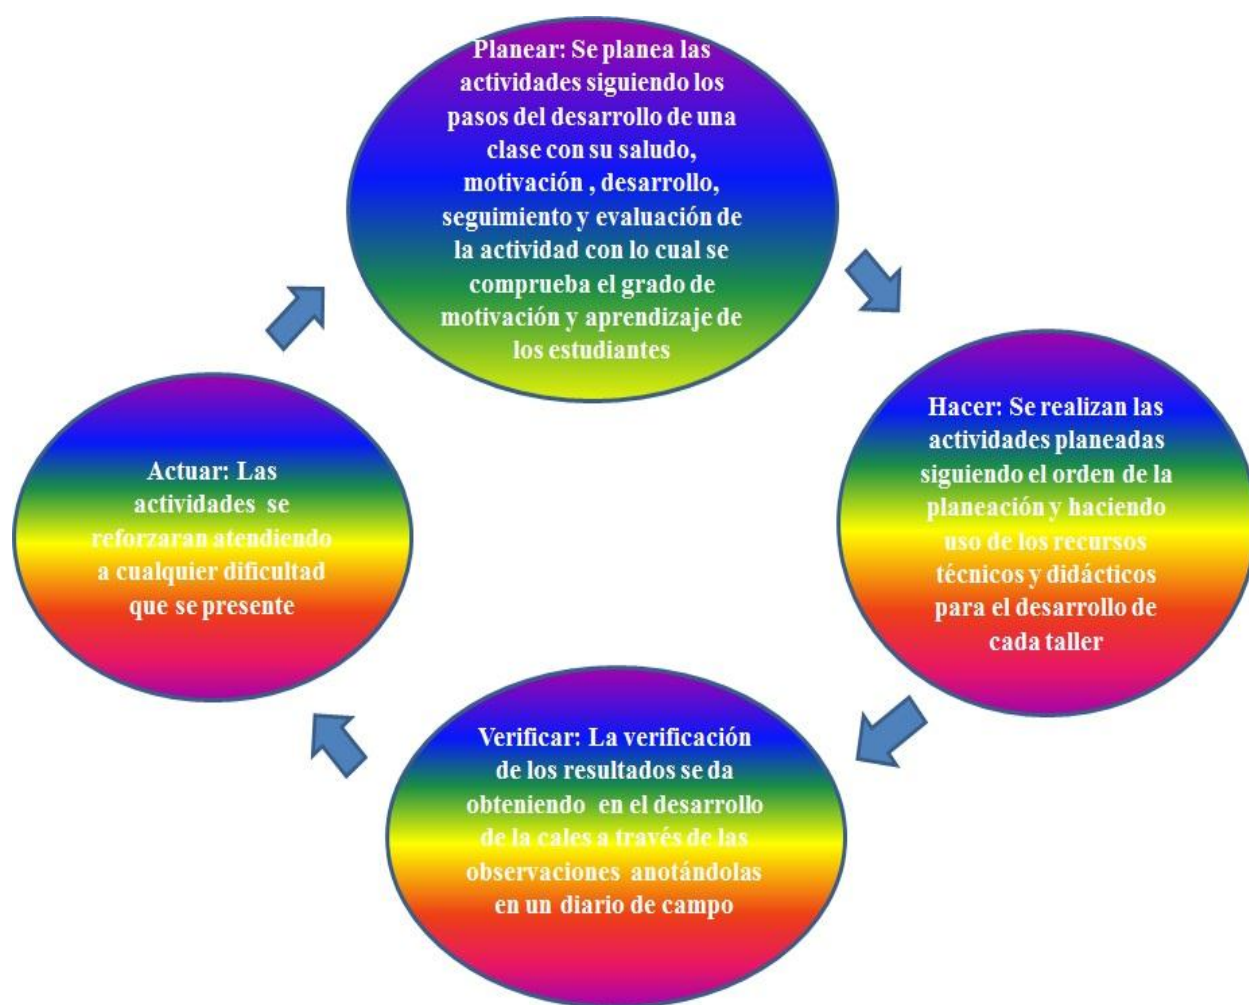 Planear: Se planea las
actividades siguiendo los
pasos del desarrollo de una
clase con su saludo,
motivación , desarrollo,
seguimiento y evaluación de
la actividad con lo cual se
comprueba el grado de
motivación y aprendizaje de
los estudiantes
Hacer: Se realizan las
actividades planeadas
siguiendo el orden de la
planeación y haciendo
uso de los recursos
técnicos y didácticos
para el desarrollo de
cada taller
Verificar: La verificación
de los resultados se da
obteniendo en el desarrollo
de la cales a través de las
observaciones anotándolas
en un diario de campo
Actuar: Las
actividades se
reforzaran atendiendo
a cualquier dificultad
que se presente